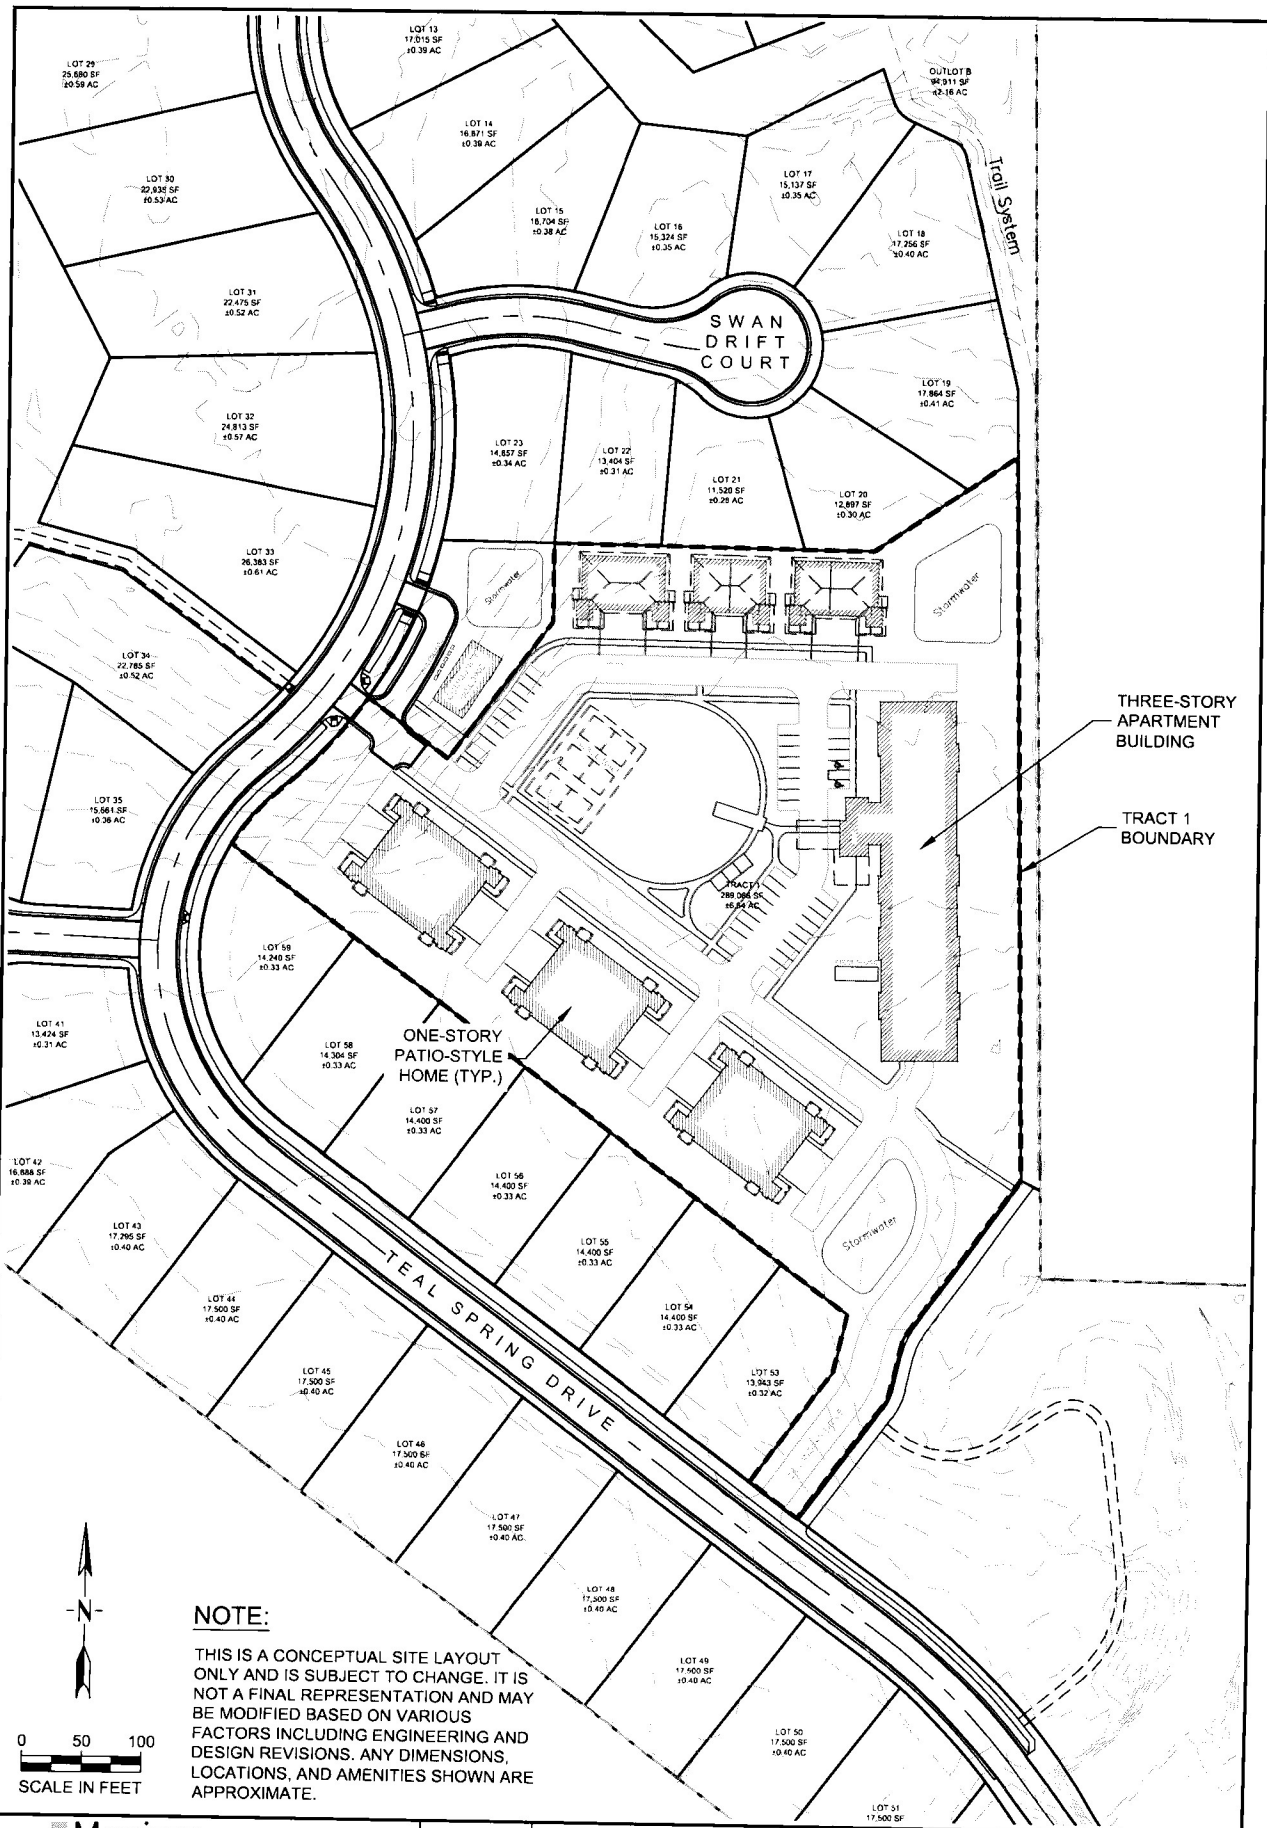 LOT 13
17,015 SF
±0.39 AC
LOT 29
25,680 SF
±0.59 AC
OUTLOT B
94,911 SF
±2.16 AC
LOT 14
16,871 SF
±0.39 AC
Trail System
LOT 30
22,935 SF
±0.53 AC
LOT 17
15,137 SF
±0.35 AC
LOT 15
16,704 SF
±0.38 AC
LOT 16
15,324 SF
±0.35 AC
LOT 18
17,256 SF
±0.40 AC
LOT 31
22,475 SF
±0.52 AC
SWAN
DRIFT
COURT
LOT 19
17,864 SF
±0.41 AC
LOT 32
24,813 SF
±0.57 AC
LOT 23
14,857 SF
±0.34 AC
LOT 22
13,404 SF
±0.31 AC
LOT 21
11,520 SF
±0.26 AC
LOT 20
12,897 SF
±0.30 AC
LOT 33
26,383 SF
±0.61 AC
Stormwater
Stormwater
LOT 34
22,785 SF
±0.52 AC
THREE-STORY
APARTMENT
BUILDING
LOT 35
15,661 SF
±0.36 AC
TRACT 1
BOUNDARY
TRACT 1
289,066 SF
±6.64 AC
LOT 59
14,240 SF
±0.33 AC
LOT 41
13,424 SF
±0.31 AC
ONE-STORY
PATIO-STYLE
HOME (TYP.)
LOT 58
14,304 SF
±0.33 AC
LOT 57
14,400 SF
±0.33 AC
LOT 42
16,888 SF
±0.39 AC
LOT 56
14,400 SF
±0.33 AC
LOT 43
17,295 SF
±0.40 AC
LOT 55
14,400 SF
±0.33 AC
Stormwater
LOT 44
17,500 SF
±0.40 AC
TEAL SPRING DRIVE
LOT 54
14,400 SF
±0.33 AC
LOT 45
17,500 SF
±0.40 AC
LOT 53
13,943 SF
±0.32 AC
LOT 46
17,500 SF
±0.40 AC
LOT 47
17,500 SF
±0.40 AC
LOT 48
17,500 SF
±0.40 AC
LOT 49
17,500 SF
±0.40 AC
LOT 50
17,500 SF
±0.40 AC
LOT 51
17,500 SF
-N-
0 50 100
SCALE IN FEET
NOTE:
THIS IS A CONCEPTUAL SITE LAYOUT
ONLY AND IS SUBJECT TO CHANGE. IT IS
NOT A FINAL REPRESENTATION AND MAY
BE MODIFIED BASED ON VARIOUS
FACTORS INCLUDING ENGINEERING AND
DESIGN REVISIONS. ANY DIMENSIONS,
LOCATIONS, AND AMENITIES SHOWN ARE
APPROXIMATE.